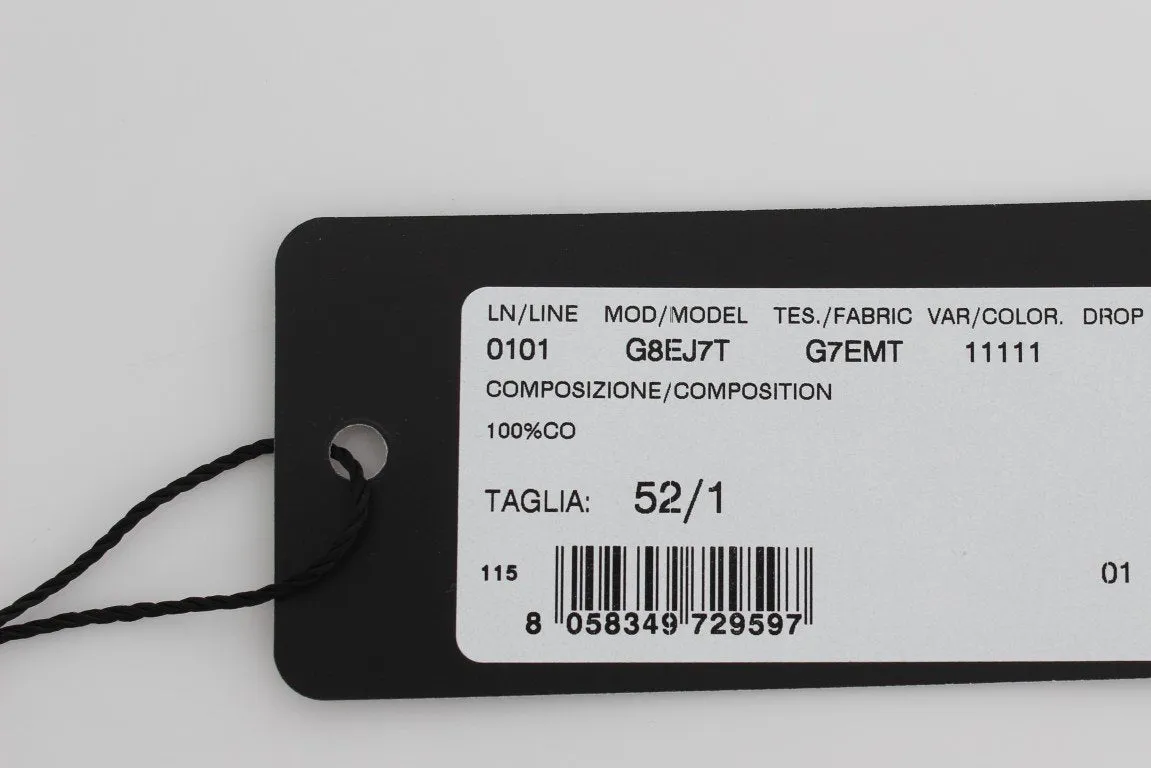 LN/LINE MOD/MODEL TES./FABRIC VAR/COLOR. DROP
0101 G8EJ7T G7EMT 11111
COMPOSIZIONE/COMPOSITION
100%CO
TAGLIA: 52/1
115 01
8 058349 729597